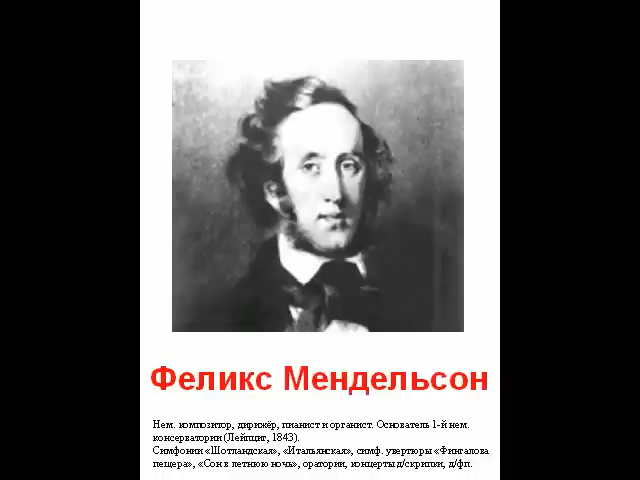 Феликс Мендельсон
Нем. композитор, дирижёр, пианист и органист. Основатель 1-й нем.
консерватории (Лейпциг, 1843).
Симфонии «Шотландская», «Итальянская», симф. увертюры «Фингалова
пещера», «Сон в летнюю ночь», оратории, концерты д/скрипки, д/фп.